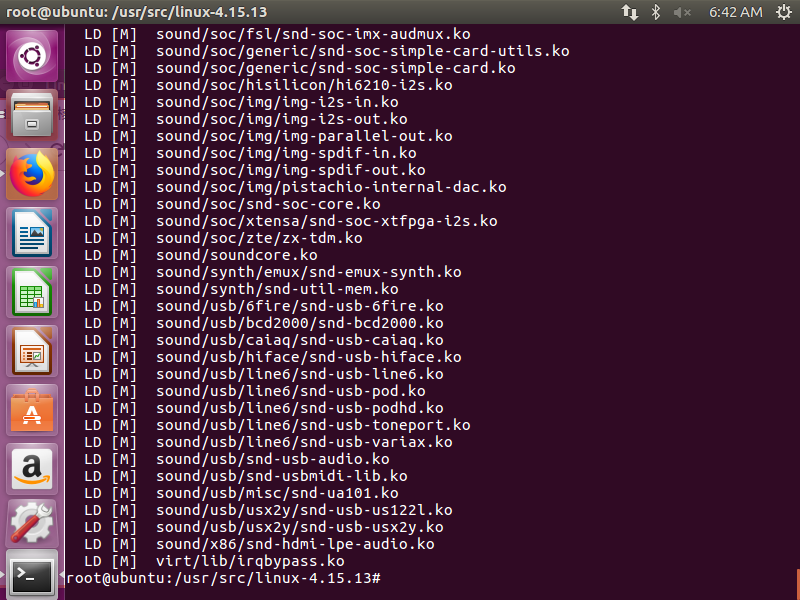 root@ubuntu: /usr/src/linux-4.15.13
6:42 AM
LD [M]  sound/soc/fsl/snd-soc-imx-audmux.ko
LD [M]  sound/soc/generic/snd-soc-simple-card-utils.ko
LD [M]  sound/soc/generic/snd-soc-simple-card.ko
LD [M]  sound/soc/hisilicon/hi6210-i2s.ko
LD [M]  sound/soc/img/img-i2s-in.ko
LD [M]  sound/soc/img/img-i2s-out.ko
LD [M]  sound/soc/img/img-parallel-out.ko
LD [M]  sound/soc/img/img-spdif-in.ko
LD [M]  sound/soc/img/img-spdif-out.ko
LD [M]  sound/soc/img/pistachio-internal-dac.ko
LD [M]  sound/soc/snd-soc-core.ko
LD [M]  sound/soc/xtensa/snd-soc-xtfpga-i2s.ko
LD [M]  sound/soc/zte/zx-tdm.ko
LD [M]  sound/soundcore.ko
LD [M]  sound/synth/emux/snd-emux-synth.ko
LD [M]  sound/synth/snd-util-mem.ko
LD [M]  sound/usb/6fire/snd-usb-6fire.ko
LD [M]  sound/usb/bcd2000/snd-bcd2000.ko
LD [M]  sound/usb/caiaq/snd-usb-caiaq.ko
LD [M]  sound/usb/hiface/snd-usb-hiface.ko
LD [M]  sound/usb/line6/snd-usb-line6.ko
LD [M]  sound/usb/line6/snd-usb-pod.ko
LD [M]  sound/usb/line6/snd-usb-podhd.ko
LD [M]  sound/usb/line6/snd-usb-toneport.ko
LD [M]  sound/usb/line6/snd-usb-variax.ko
LD [M]  sound/usb/snd-usb-audio.ko
LD [M]  sound/usb/snd-usbmidi-lib.ko
LD [M]  sound/usb/misc/snd-ua101.ko
LD [M]  sound/usb/usx2y/snd-usb-us122l.ko
LD [M]  sound/usb/usx2y/snd-usb-usx2y.ko
LD [M]  sound/x86/snd-hdmi-lpe-audio.ko
LD [M]  virt/lib/irqbypass.ko
root@ubuntu:/usr/src/linux-4.15.13#